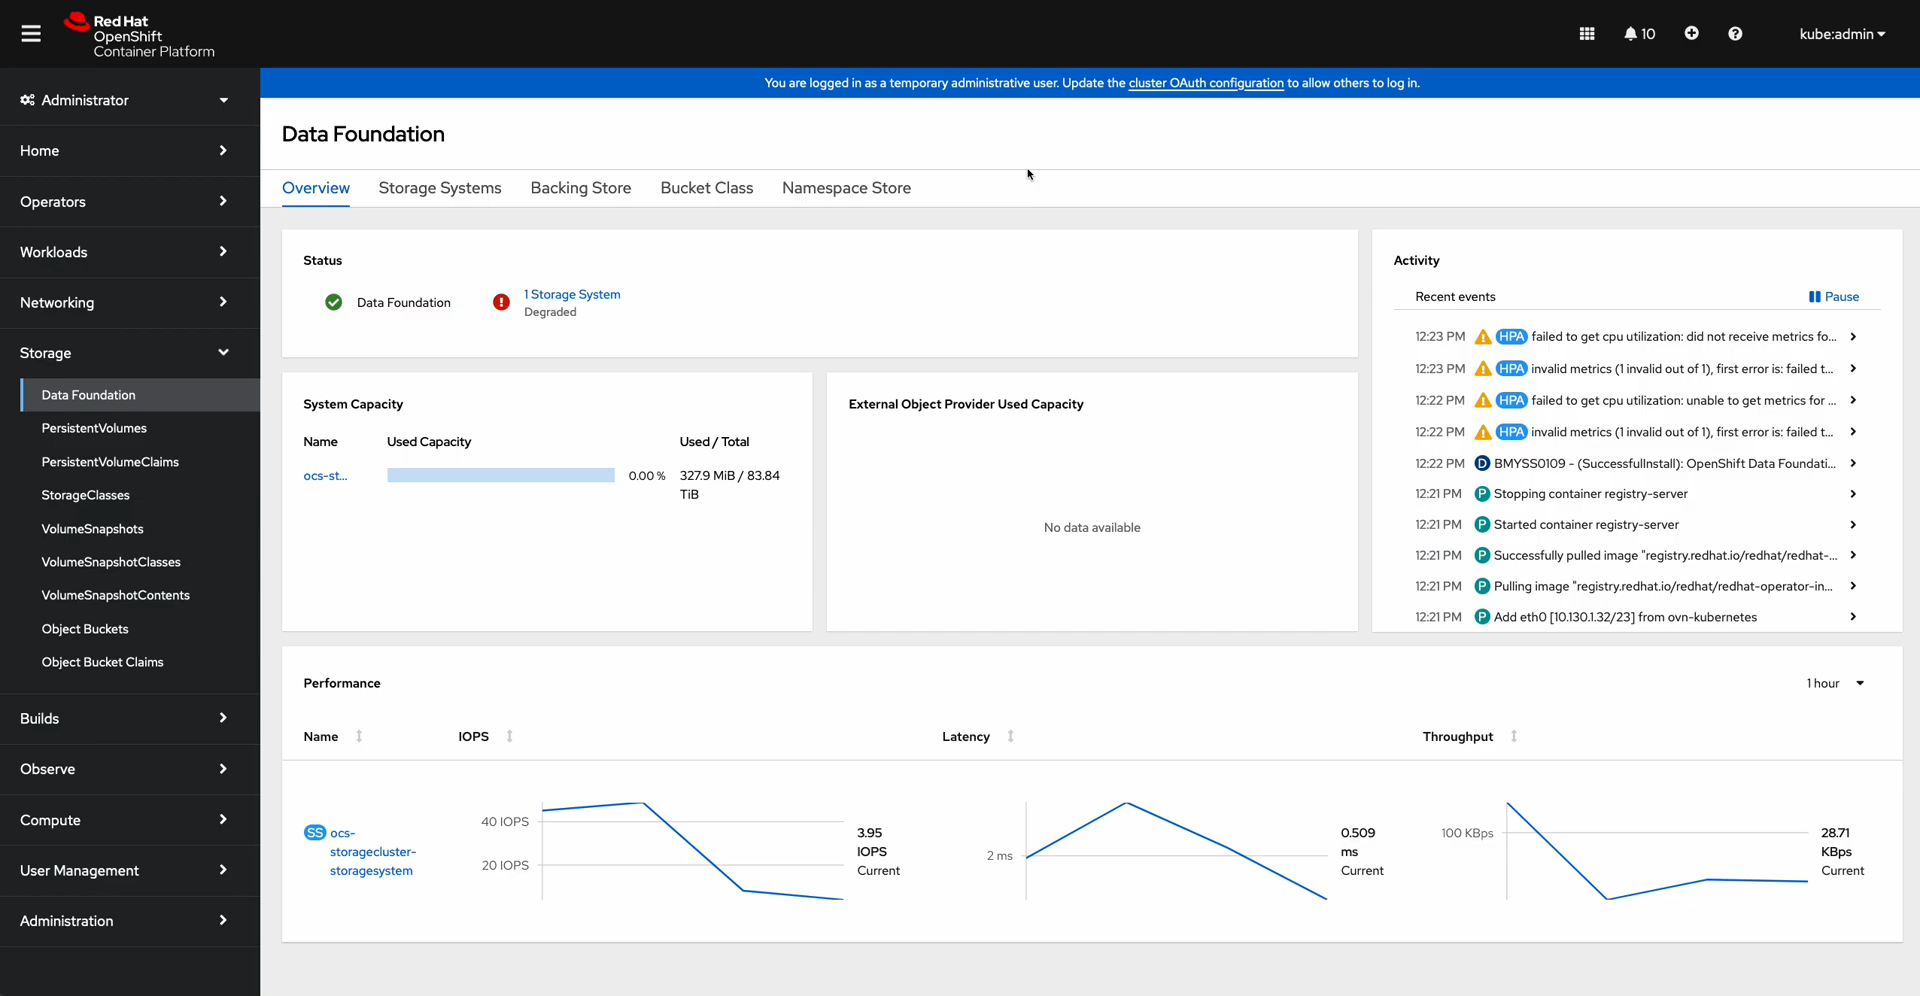 Red Hat
OpenShift
Container Platform
10
kube:admin
Administrator
Home
Operators
Workloads
Networking
Storage
Data Foundation
PersistentVolumes
PersistentVolumeClaims
StorageClasses
VolumeSnapshots
VolumeSnapshotClasses
VolumeSnapshotContents
Object Buckets
Object Bucket Claims
Builds
Observe
Compute
User Management
Administration
You are logged in as a temporary administrative user. Update the cluster OAuth configuration to allow others to log in.
Data Foundation
Overview Storage Systems Backing Store Bucket Class Namespace Store
Status
Data Foundation
1 Storage System
Degraded
System Capacity
Name Used Capacity Used / Total
ocs-st... 0.00 % 327.9 MiB / 83.84
TiB
External Object Provider Used Capacity
No data available
Activity
Recent events Pause
12:23 PM HPA failed to get cpu utilization: did not receive metrics fo...
12:23 PM HPA invalid metrics (1 invalid out of 1), first error is: failed t...
12:22 PM HPA failed to get cpu utilization: unable to get metrics for ...
12:22 PM HPA invalid metrics (1 invalid out of 1), first error is: failed t...
12:22 PM D BMYSS0109 - (SuccessfulInstall): OpenShift Data Foundati...
12:21 PM P Stopping container registry-server
12:21 PM P Started container registry-server
12:21 PM P Successfully pulled image "registry.redhat.io/redhat/redhat-...
12:21 PM P Pulling image "registry.redhat.io/redhat/redhat-operator-in...
12:21 PM P Add eth0 [10.130.1.32/23] from ovn-kubernetes
Performance
1 hour
Name IOPS Latency Throughput
SS ocs-
storagecluster-
storagesystem
40 IOPS
20 IOPS
3.95
IOPS
Current
2 ms
0.509
ms
Current
100 KBps
28.71
KBps
Current